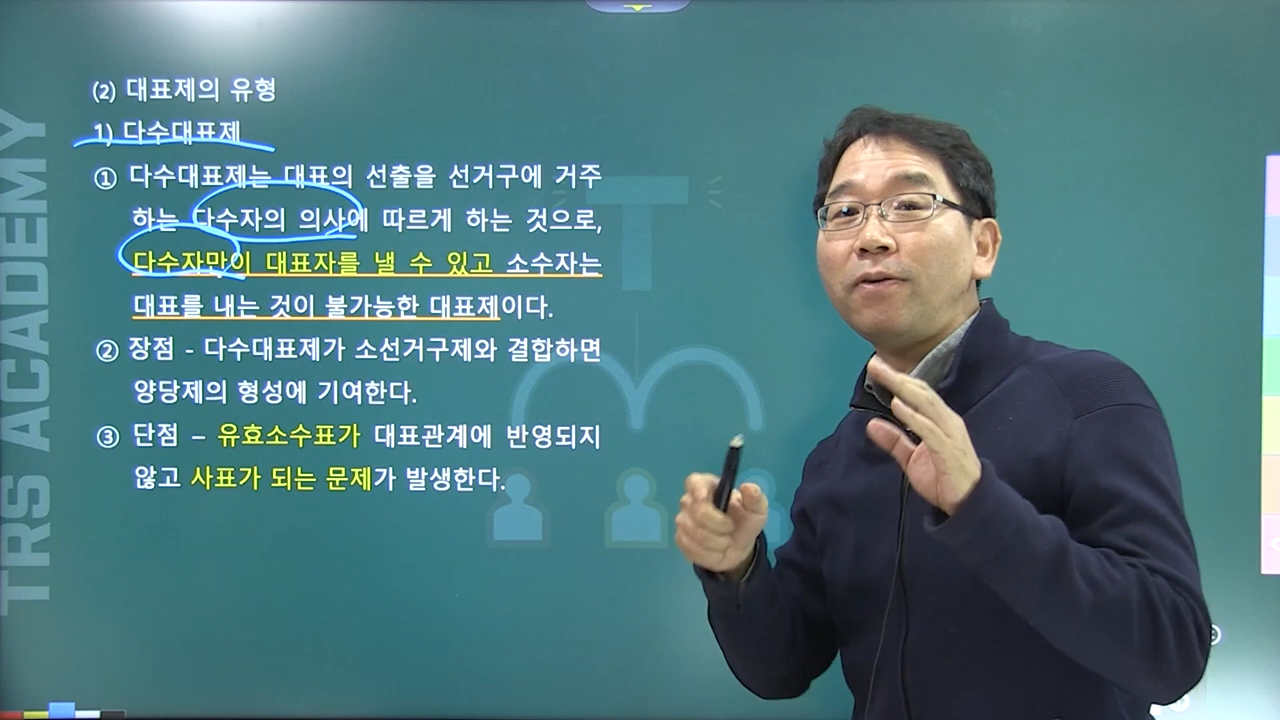 (2) 대표제의 유형
1) 다수대표제
① 다수대표제는 대표의 선출을 선거구에 거주
하는 다수자의 의사에 따르게 하는 것으로,
다수자만이 대표자를 낼 수 있고 소수자는
대표를 내는 것이 불가능한 대표제이다.
② 장점 - 다수대표제가 소선거구제와 결합하면
양당제의 형성에 기여한다.
③ 단점 – 유효소수표가 대표관계에 반영되지
않고 사표가 되는 문제가 발생한다.
TRS ACADEMY